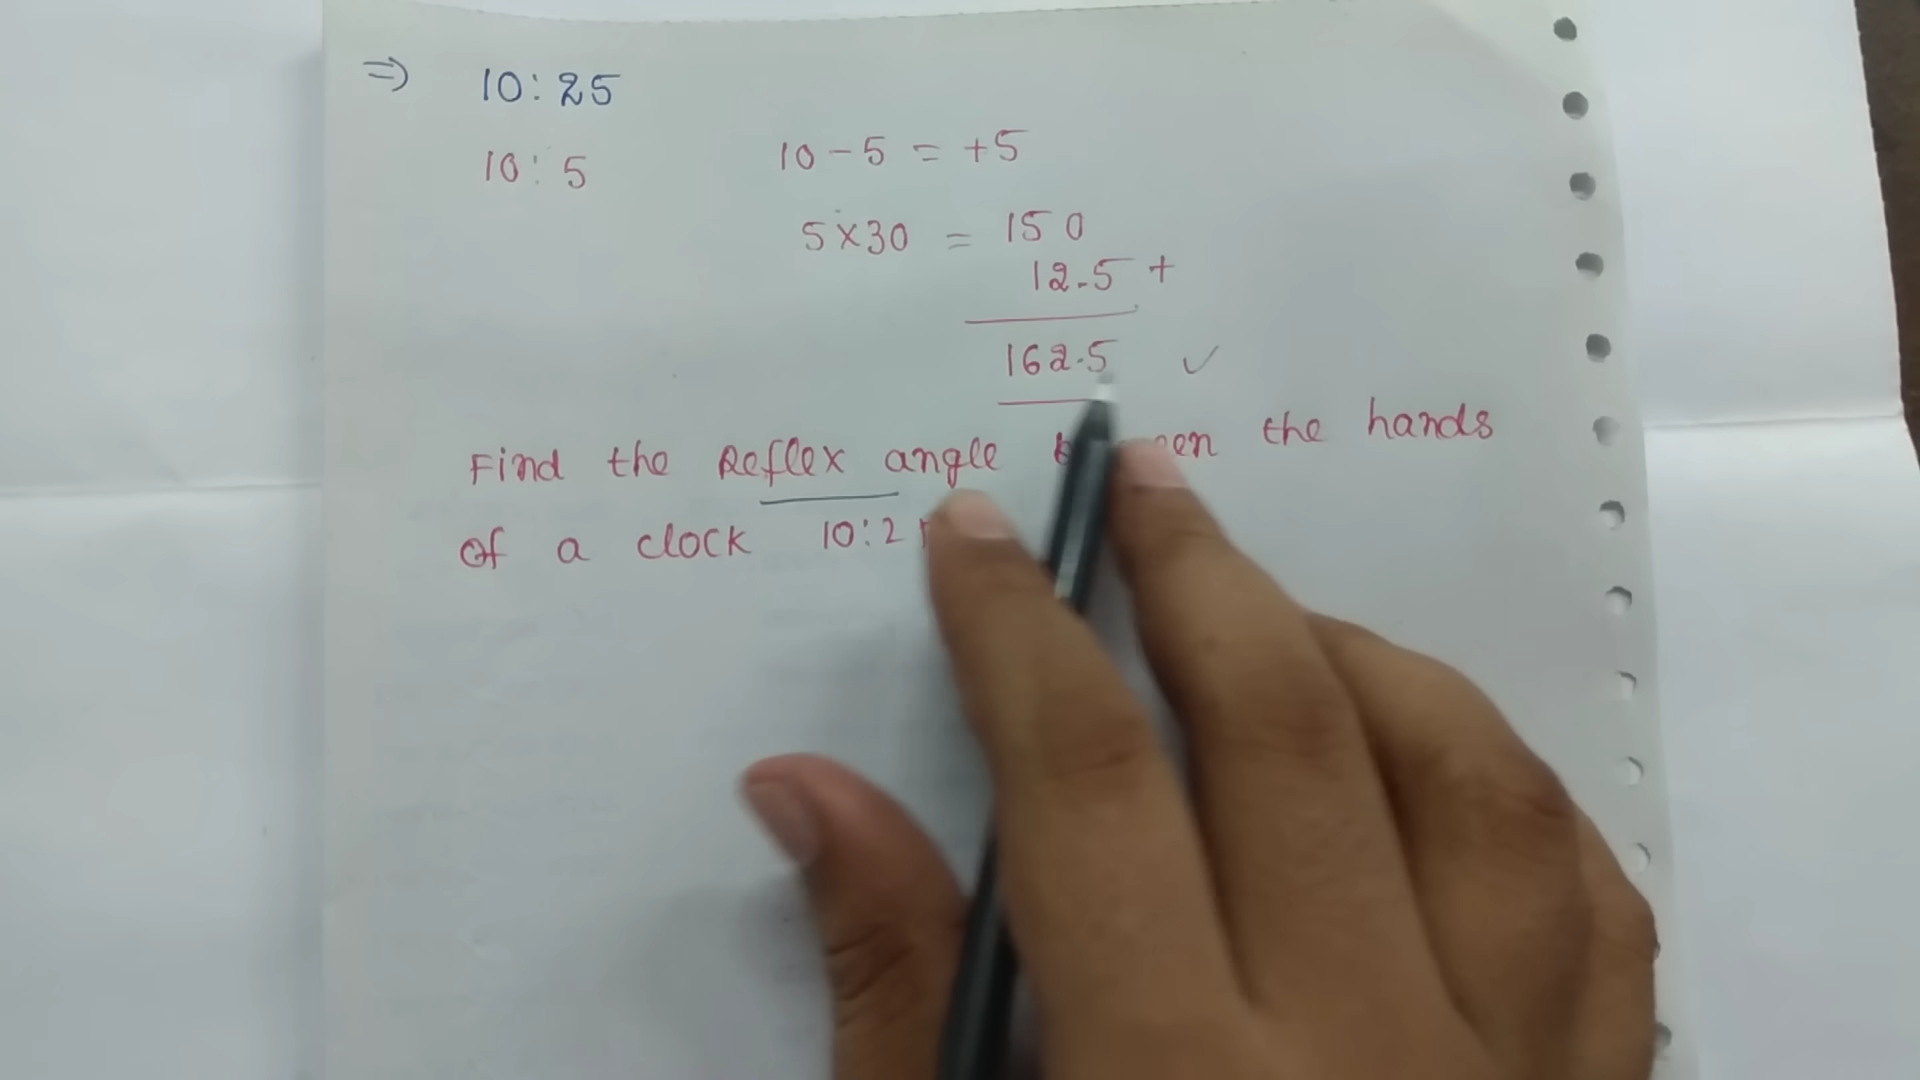 ⇒ 10:25
10:5 10-5 = +5
5×30 = 150
12.5 +
162.5 ✓
Find the Reflex angle the hands
of a clock 10:2